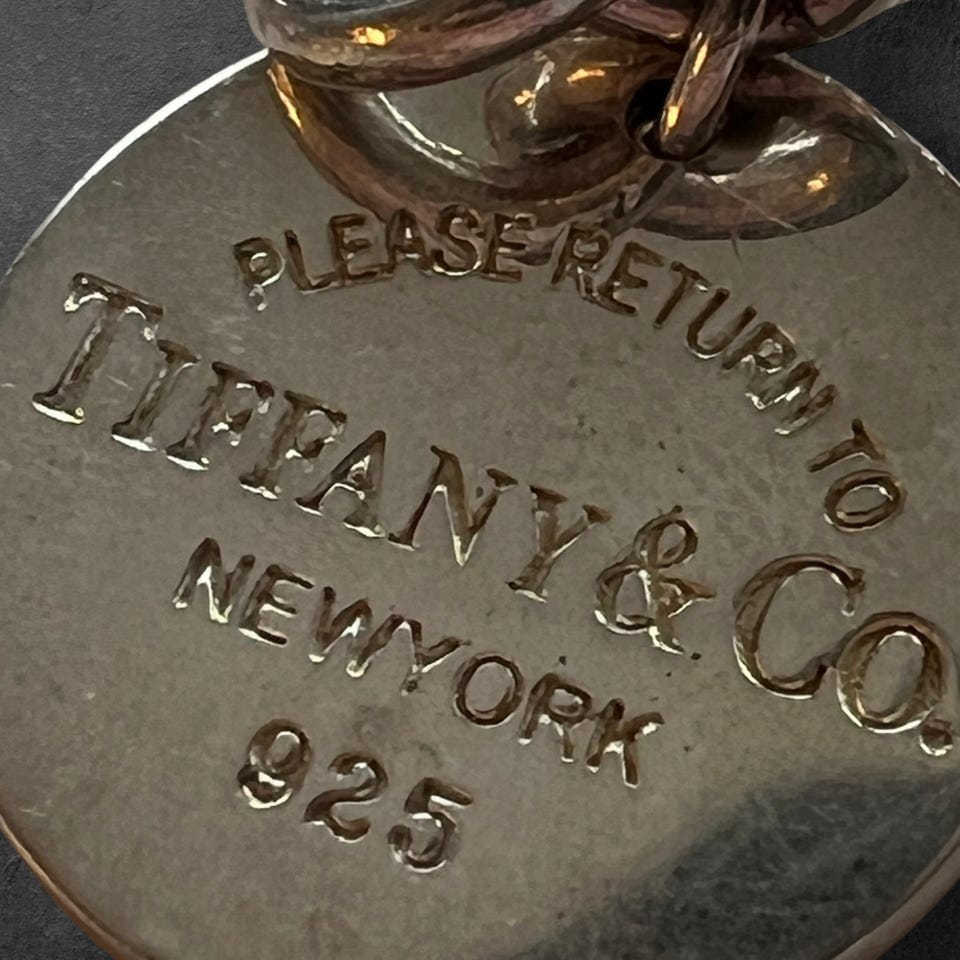 PLEASE RETURN TO
TIFFANY & CO.
NEW YORK
925